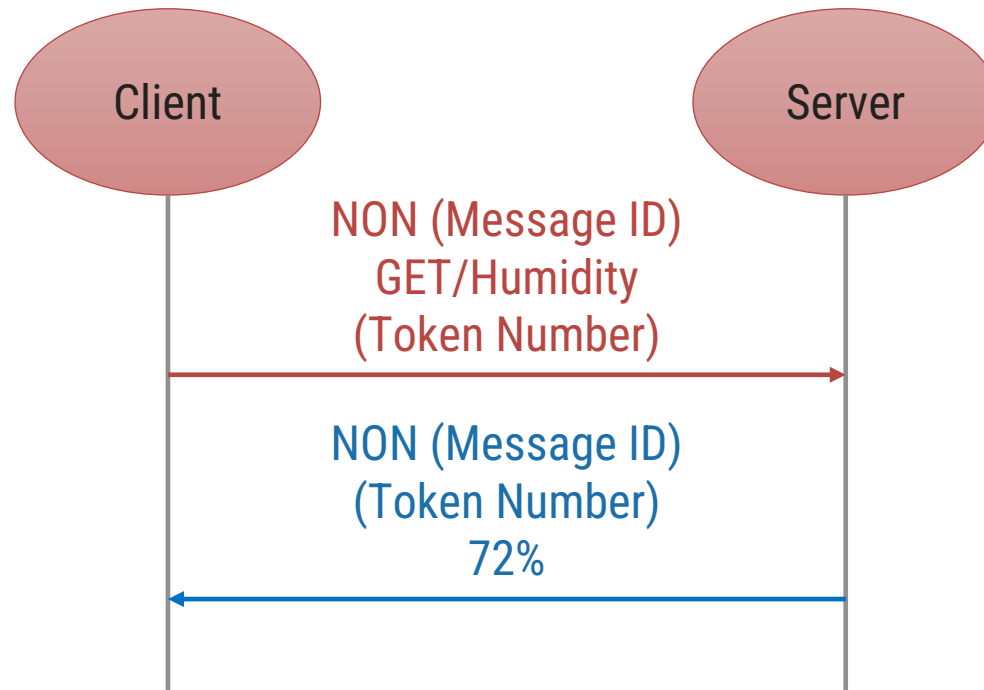 Client
Server
NON (Message ID)
GET/Humidity
(Token Number)
NON (Message ID)
(Token Number)
72%